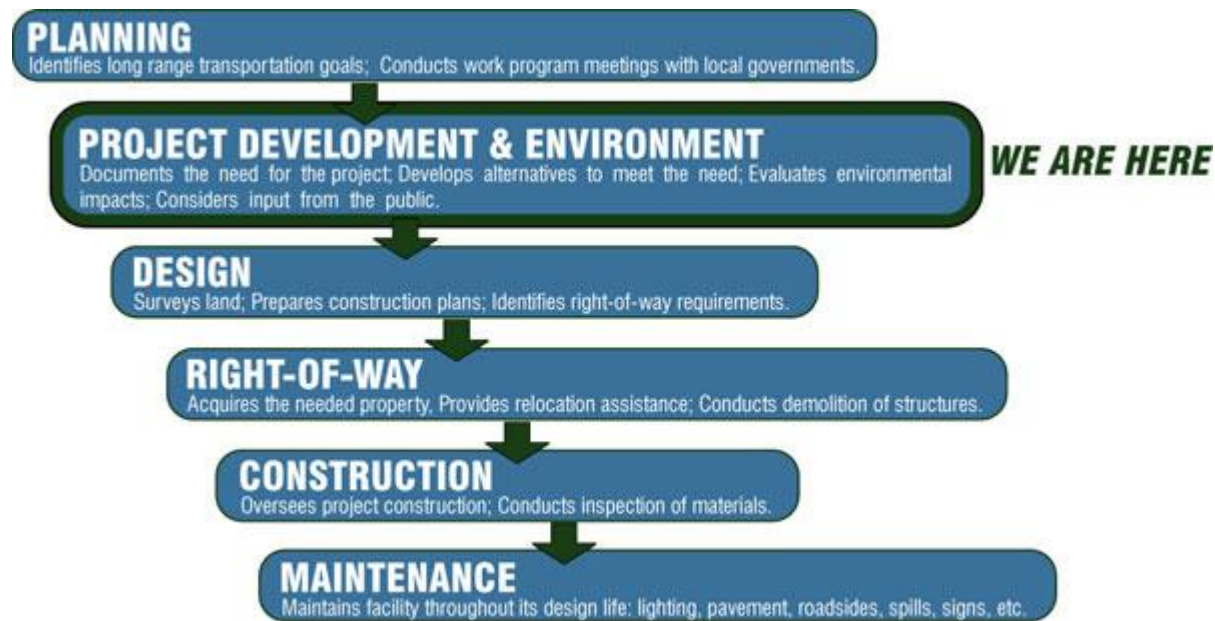 PLANNING
Identifies long range transportation goals; Conducts work program meetings with local governments.
PROJECT DEVELOPMENT & ENVIRONMENT
Documents the need for the project; Develops alternatives to meet the need; Evaluates environmental
impacts; Considers input from the public.
WE ARE HERE
DESIGN
Surveys land; Prepares construction plans; Identifies right-of-way requirements.
RIGHT-OF-WAY
Acquires the needed property, Provides relocation assistance; Conducts demolition of structures.
CONSTRUCTION
Oversees project construction; Conducts inspection of materials.
MAINTENANCE
Maintains facility throughout its design life: lighting, pavement, roadsides, spills, signs, etc.